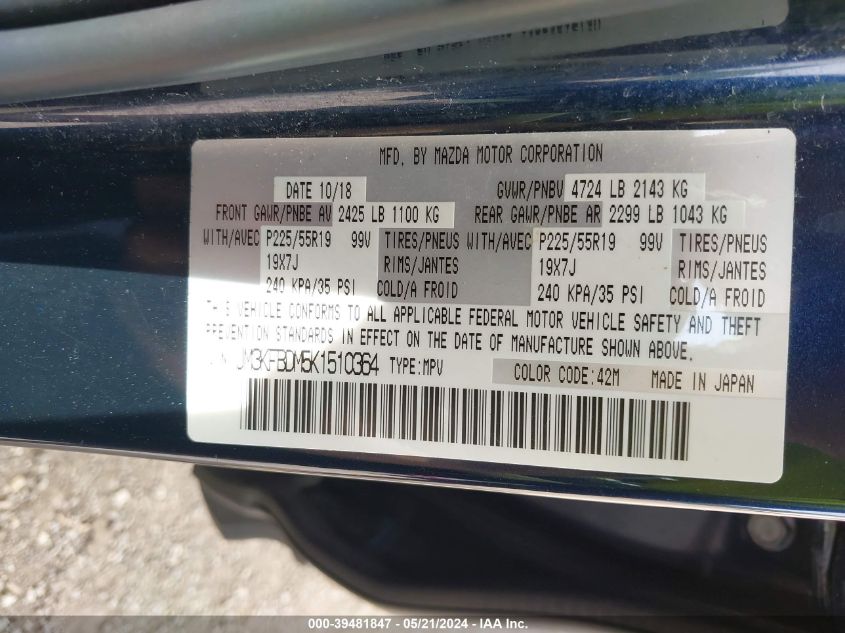 MFD. BY MAZDA MOTOR CORPORATION
DATE 10/18 GVWR/PNBV 4724 LB 2143 KG
FRONT GAWR/PNBE AV 2425 LB 1100 KG REAR GAWR/PNBE AR 2299 LB 1043 KG
WITH/AVEC P225/55R19 99V TIRES/PNEUS WITH/AVEC P225/55R19 99V TIRES/PNEUS
19X7J RIMS/JANTES 19X7J RIMS/JANTES
240 KPA/35 PSI COLD/A FROID 240 KPA/35 PSI COLD/A FROID
THIS VEHICLE CONFORMS TO ALL APPLICABLE FEDERAL MOTOR VEHICLE SAFETY AND THEFT
PREVENTION STANDARDS IN EFFECT ON THE DATE OF MANUFACTURE SHOWN ABOVE.
JM3KFBDM5K1510364 TYPE:MPV COLOR CODE:42M MADE IN JAPAN
000-39481847 - 05/21/2024 - IAA Inc.